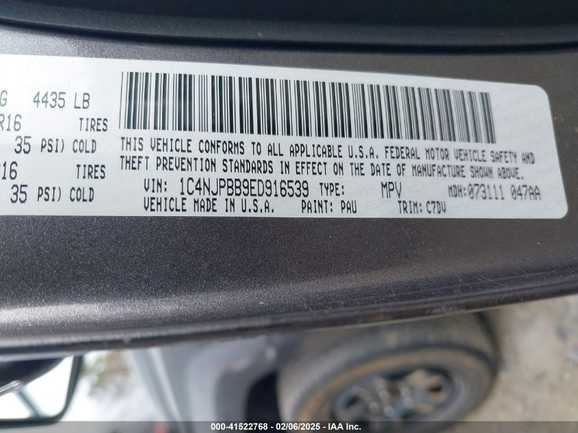 G 4435 LB
R16 TIRES
35 PSI) COLD
R16 TIRES
35 PSI) COLD
THIS VEHICLE CONFORMS TO ALL APPLICABLE U.S.A. FEDERAL MOTOR VEHICLE SAFETY AND
THEFT PREVENTION STANDARDS IN EFFECT ON THE DATE OF MANUFACTURE SHOWN ABOVE.
VIN: 1C4NJPBB9ED916539 TYPE: MPV MDH: 073111 047AA
VEHICLE MADE IN U.S.A. PAINT: PAU TRIM: C7DV
000-41522768 - 02/06/2025 - IAA Inc.